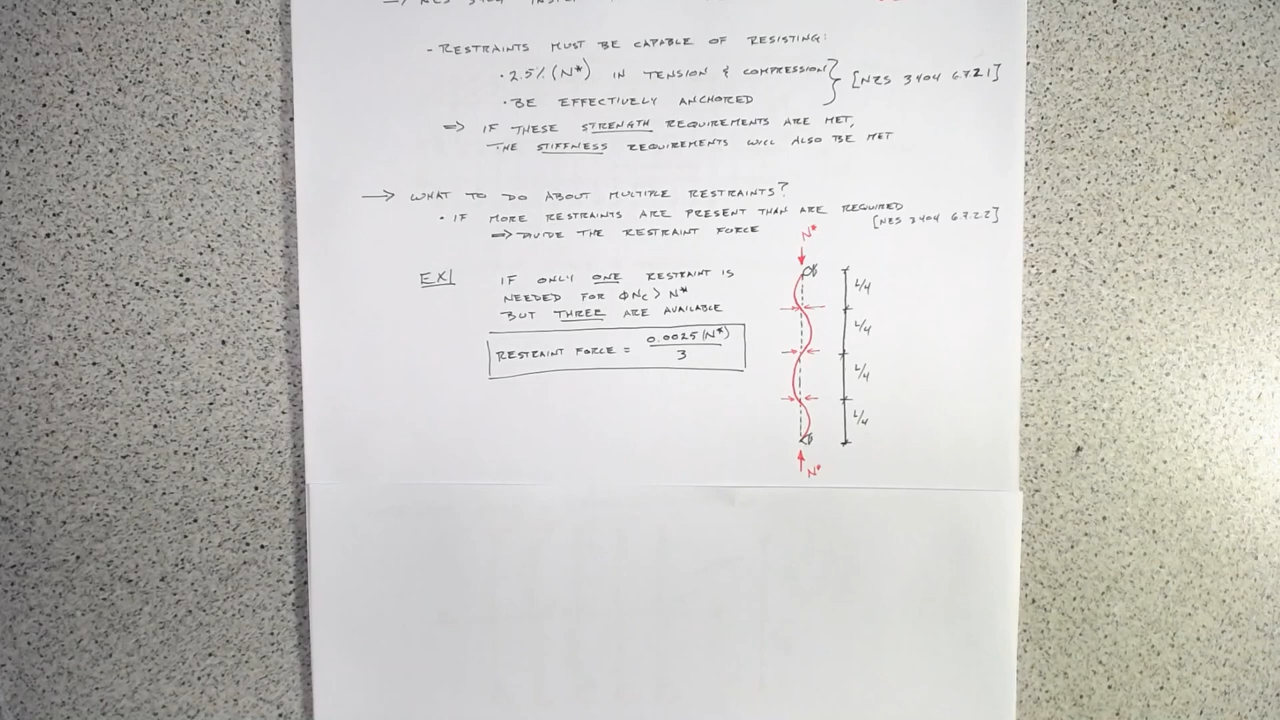 - RESTRAINTS MUST BE CAPABLE OF RESISTING:
· 2.5% (N*) IN TENSION & COMPRESSION
[NZS 3404 6.7.2.1]
· BE EFFECTIVELY ANCHORED
⇒ IF THESE STRENGTH REQUIREMENTS ARE MET,
THE STIFFNESS REQUIREMENTS WILL ALSO BE MET
→ WHAT TO DO ABOUT MULTIPLE RESTRAINTS?
· IF MORE RESTRAINTS ARE PRESENT THAN ARE REQUIRED
[NZS 3404 6.7.2.2]
⇒ DIVIDE THE RESTRAINT FORCE
EX1
IF ONLY ONE RESTRAINT IS
NEEDED FOR ΦNc > N*
BUT THREE ARE AVAILABLE
RESTRAINT FORCE = 0.0025 (N*) / 3
N*
L/4
L/4
L/4
L/4
N*